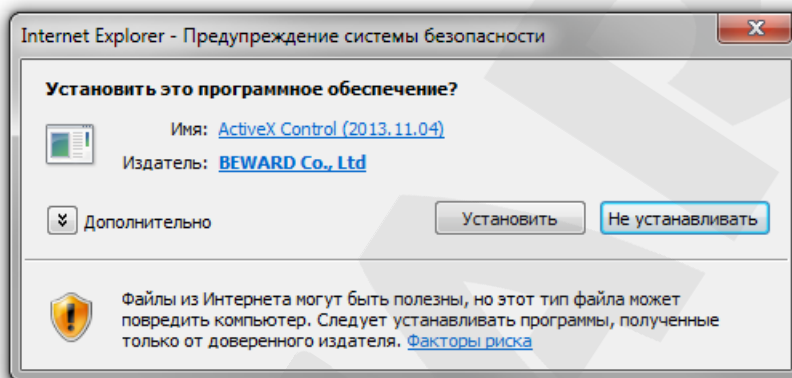 Internet Explorer - Предупреждение системы безопасности
Установить это программное обеспечение?
Имя: ActiveX Control (2013.11.04)
Издатель: BEWARD Co., Ltd
Дополнительно
Установить
Не устанавливать
Файлы из Интернета могут быть полезны, но этот тип файла может
повредить компьютер. Следует устанавливать программы, полученные
только от доверенного издателя. Факторы риска